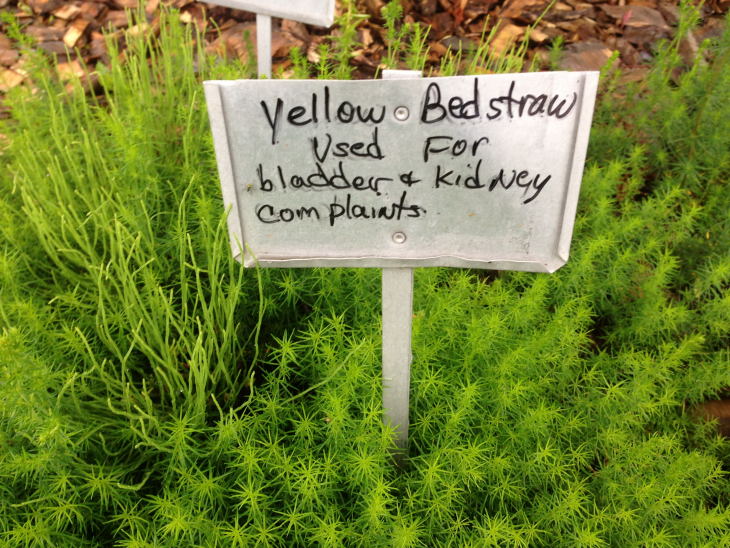 Yellow Bedstraw
Used For
bladder & kidney
complaints.